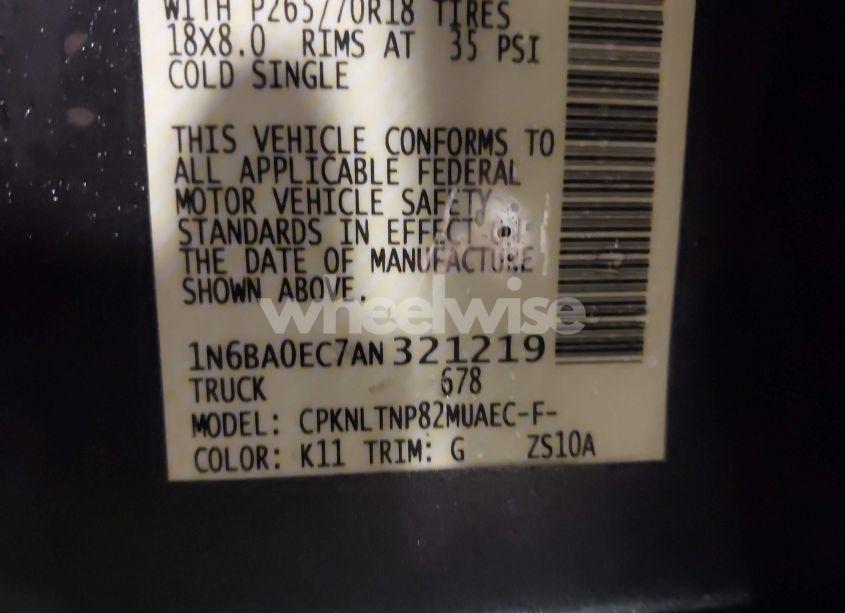 WITH P265/70R18 TIRES
18X8.0 RIMS AT 35 PSI
COLD SINGLE
THIS VEHICLE CONFORMS TO
ALL APPLICABLE FEDERAL
MOTOR VEHICLE SAFETY
STANDARDS IN EFFECT ON
THE DATE OF MANUFACTURE
SHOWN ABOVE.
wheelwise
1N6BA0EC7AN321219
TRUCK 678
MODEL: CPKNLTNP82MUAEC-F-
COLOR: K11 TRIM: G ZS10A